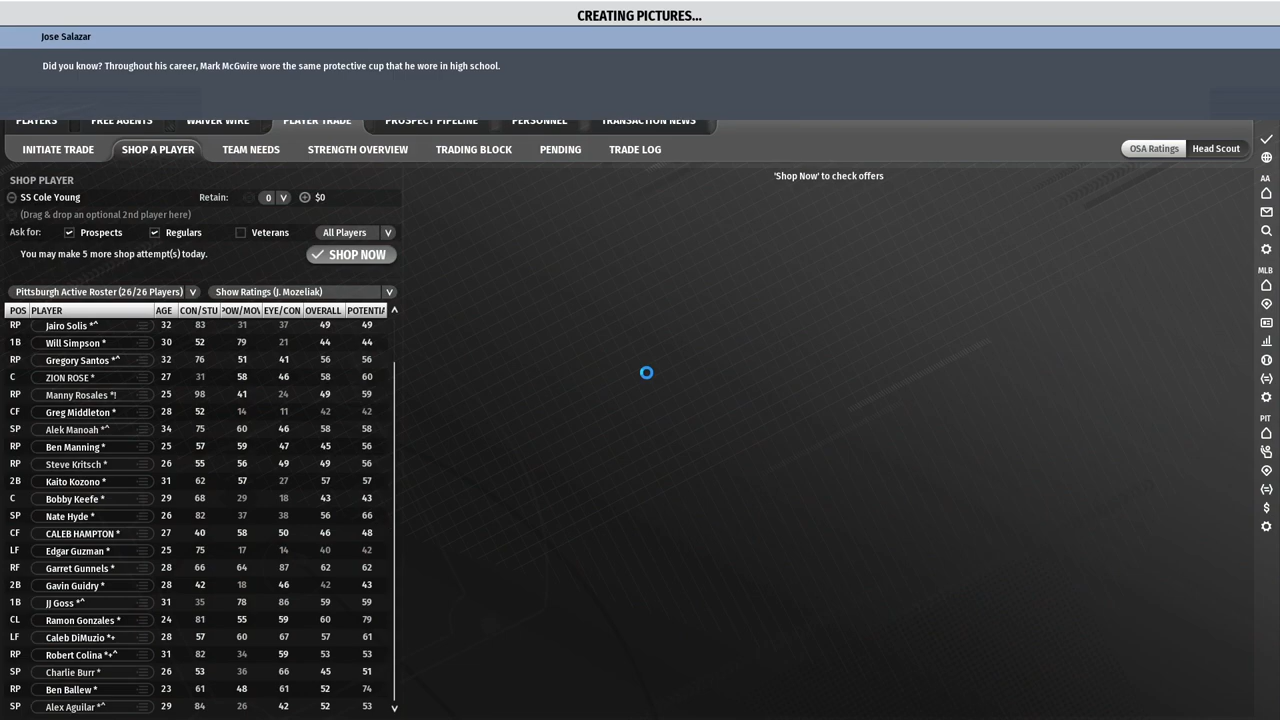 CREATING PICTURES...
Jose Salazar
Did you know? Throughout his career, Mark McGwire wore the same protective cup that he wore in high school.
PLAYERS FREE AGENTS WAIVER WIRE PLAYER TRADE PROSPECT PIPELINE PERSONNEL TRANSACTION NEWS
INITIATE TRADE SHOP A PLAYER TEAM NEEDS STRENGTH OVERVIEW TRADING BLOCK PENDING TRADE LOG OSA Ratings Head Scout
SHOP PLAYER 'Shop Now' to check offers
SS Cole Young Retain: 0 $0
(Drag & drop an optional 2nd player here)
Ask for: Prospects Regulars Veterans All Players
You may make 5 more shop attempt(s) today. SHOP NOW
Pittsburgh Active Roster (26/26 Players) Show Ratings (J. Mozeliak)
POS PLAYER AGE CON/STU POW/MOV EYE/CON OVERALL POTENTIA
RP Jairo Solis *^ 32 83 31 37 49 49
1B Will Simpson * 30 52 79 21 44 44
RP Gregory Santos *^ 32 76 51 41 56 56
C ZION ROSE * 27 31 58 46 58 60
RP Manny Rosales *! 25 98 41 24 49 59
CF Greg Middleton * 28 52 14 11 42 42
SP Alek Manoah *^ 34 75 60 46 58 58
RP Ben Manning * 25 57 59 47 45 56
RP Steve Kritsch * 26 55 56 49 49 56
2B Kaito Kozono * 31 62 57 27 57 57
C Bobby Keefe * 29 68 29 18 43 43
SP Nate Hyde * 26 82 37 38 56 66
CF CALEB HAMPTON * 27 40 58 50 46 48
LF Edgar Guzman * 25 75 17 14 40 42
RF Garret Gunnels * 28 66 64 87 62 62
2B Gavin Guidry * 28 42 18 46 42 43
1B JJ Goss *^ 31 35 78 86 59 59
CL Ramon Gonzales * 24 81 55 59 60 79
LF Caleb DiMuzio *+ 28 57 60 67 57 61
RP Robert Colina *+^ 31 82 34 59 53 53
SP Charlie Burr * 26 53 36 66 45 51
RP Ben Ballew * 23 61 48 61 52 74
SP Alex Aguilar *^ 29 84 26 42 52 53
AA
MLB
PIT